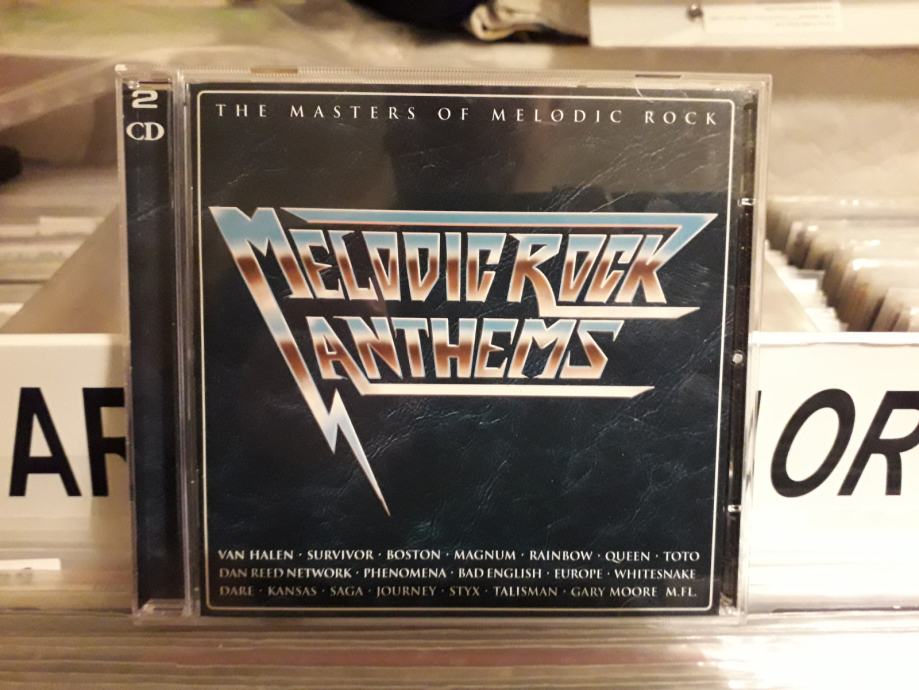 2
CD
THE MASTERS OF MELODIC ROCK
MELODIC ROCK
ANTHEMS
AR
OR
VAN HALEN · SURVIVOR · BOSTON · MAGNUM · RAINBOW · QUEEN · TOTO
DAN REED NETWORK · PHENOMENA · BAD ENGLISH · EUROPE · WHITESNAKE
DARE · KANSAS · SAGA · JOURNEY · STYX · TALISMAN · GARY MOORE M.FL.